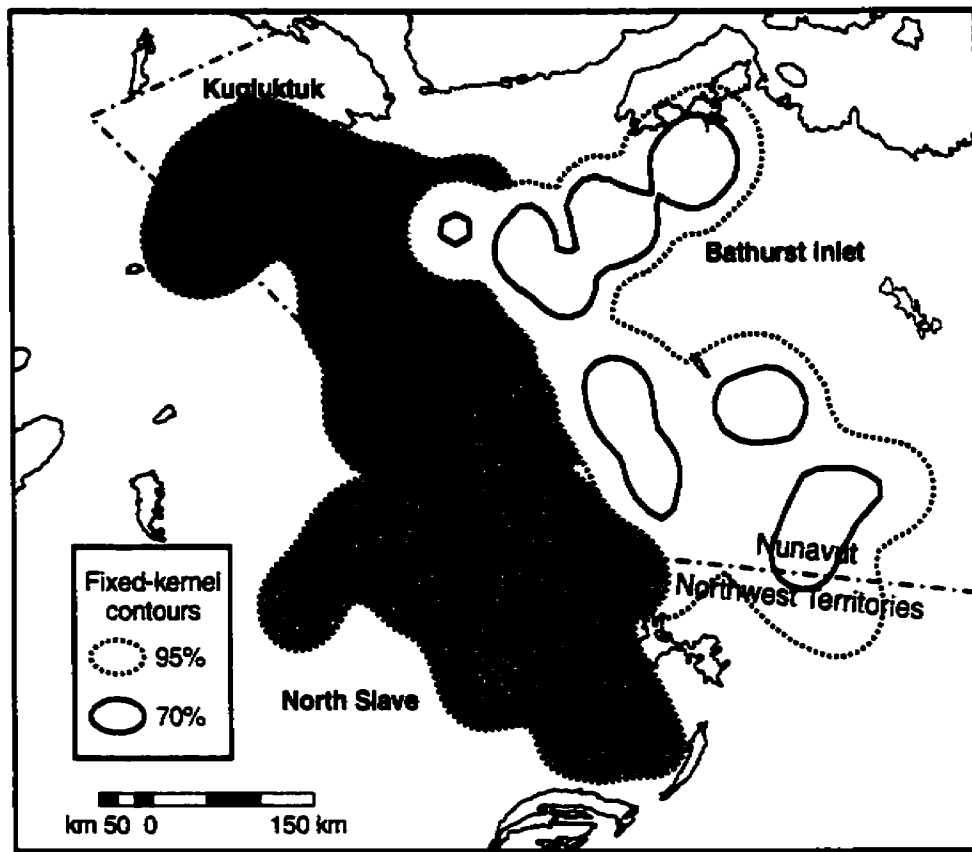 Kugluktuk
Bathurst Inlet
Nunavut
Northwest Territories
North Slave
Fixed-kernel
contours
95%
70%
km 50 0 150 km